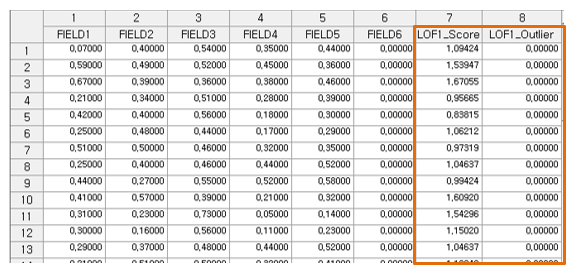 1 2 3 4 5 6 7 8
FIELD1 FIELD2 FIELD3 FIELD4 FIELD5 FIELD6 LOF1_Score LOF1_Outlier
1 0,07000 0,40000 0,54000 0,35000 0,44000 0,00000 1,09424 0,00000
2 0,59000 0,49000 0,52000 0,45000 0,36000 0,00000 1,53947 0,00000
3 0,67000 0,39000 0,36000 0,38000 0,46000 0,00000 1,67055 0,00000
4 0,21000 0,34000 0,51000 0,28000 0,39000 0,00000 0,95665 0,00000
5 0,42000 0,40000 0,56000 0,18000 0,30000 0,00000 0,83815 0,00000
6 0,25000 0,48000 0,44000 0,17000 0,29000 0,00000 1,06212 0,00000
7 0,51000 0,50000 0,46000 0,32000 0,35000 0,00000 0,97319 0,00000
8 0,25000 0,40000 0,46000 0,44000 0,52000 0,00000 1,04637 0,00000
9 0,44000 0,27000 0,55000 0,52000 0,58000 0,00000 0,99424 0,00000
10 0,41000 0,57000 0,39000 0,21000 0,32000 0,00000 1,60920 0,00000
11 0,31000 0,23000 0,73000 0,05000 0,14000 0,00000 1,54296 0,00000
12 0,30000 0,16000 0,56000 0,11000 0,23000 0,00000 1,15020 0,00000
13 0,29000 0,37000 0,48000 0,44000 0,52000 0,00000 1,04637 0,00000